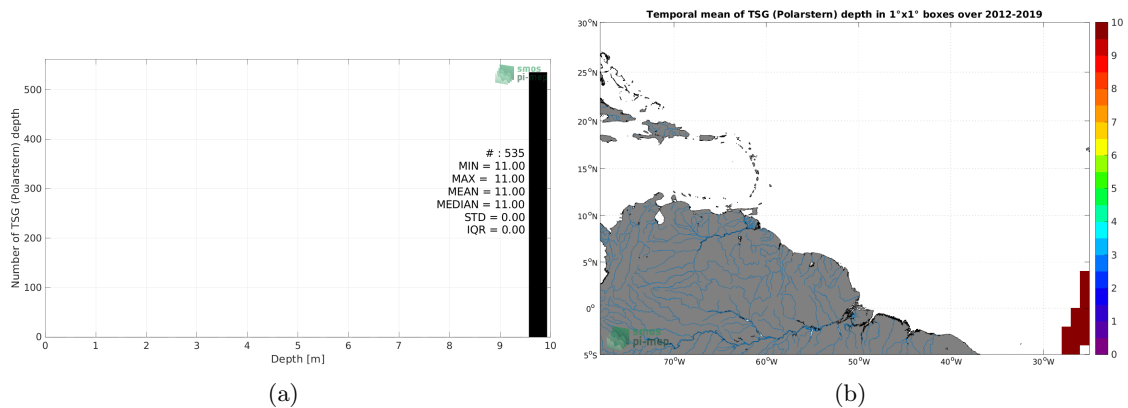 smos
pi-mep
500
400
300
200
100
0
Number of TSG (Polarstern) depth
# : 535
MIN = 11.00
MAX = 11.00
MEAN = 11.00
MEDIAN = 11.00
STD = 0.00
IQR = 0.00
0 1 2 3 4 5 6 7 8 9 10
Depth [m]
(a)
Temporal mean of TSG (Polarstern) depth in 1°x1° boxes over 2012-2019
30°N
25°N
20°N
15°N
10°N
5°N
0°
5°S
70°W 60°W 50°W 40°W 30°W
smos
pi-mep
10
9
8
7
6
5
4
3
2
1
0
(b)